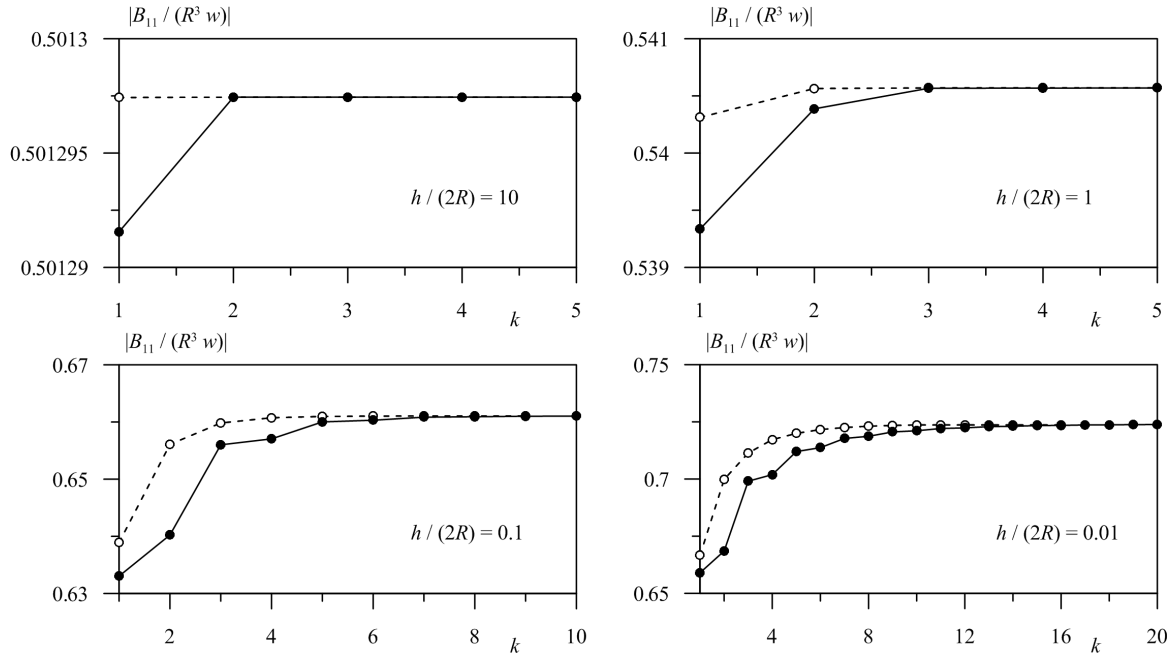 |B₁₁ / (R³ w)|
0.5013
0.501295
0.50129
h / (2R) = 10
1 2 3 4 5
k
|B₁₁ / (R³ w)|
0.541
0.54
0.539
h / (2R) = 1
1 2 3 4 5
k
|B₁₁ / (R³ w)|
0.67
0.65
0.63
h / (2R) = 0.1
2 4 6 8 10
k
|B₁₁ / (R³ w)|
0.75
0.7
0.65
h / (2R) = 0.01
4 8 12 16 20
k